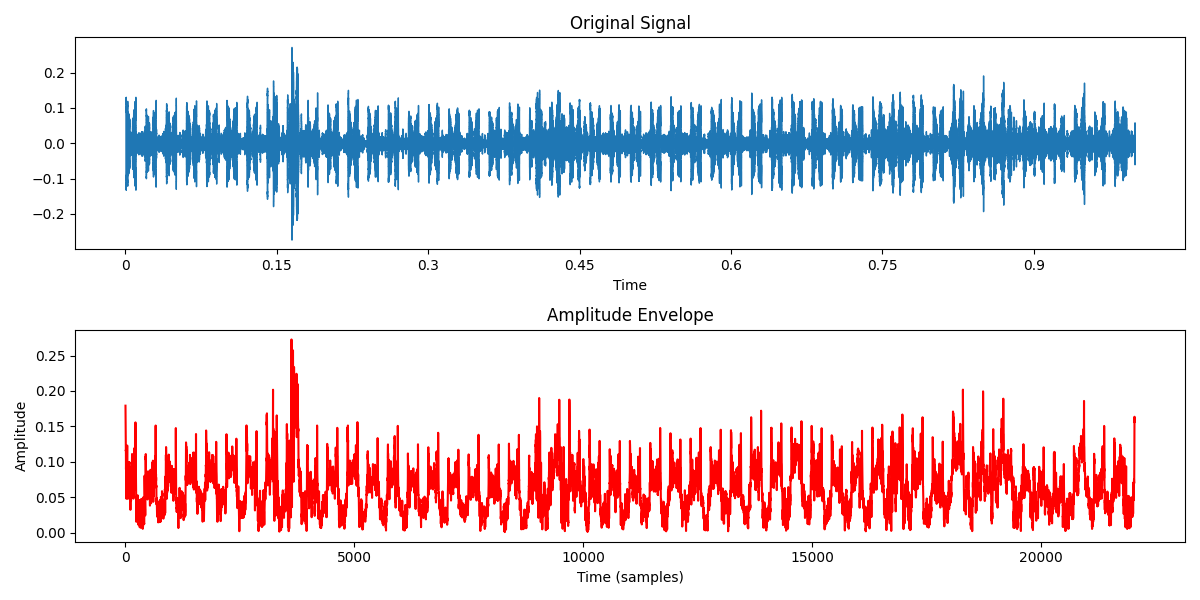 Original Signal
0.2
0.1
0.0
−0.1
−0.2
0 0.15 0.3 0.45 0.6 0.75 0.9
Time
Amplitude Envelope
Amplitude
0.25
0.20
0.15
0.10
0.05
0.00
0 5000 10000 15000 20000
Time (samples)